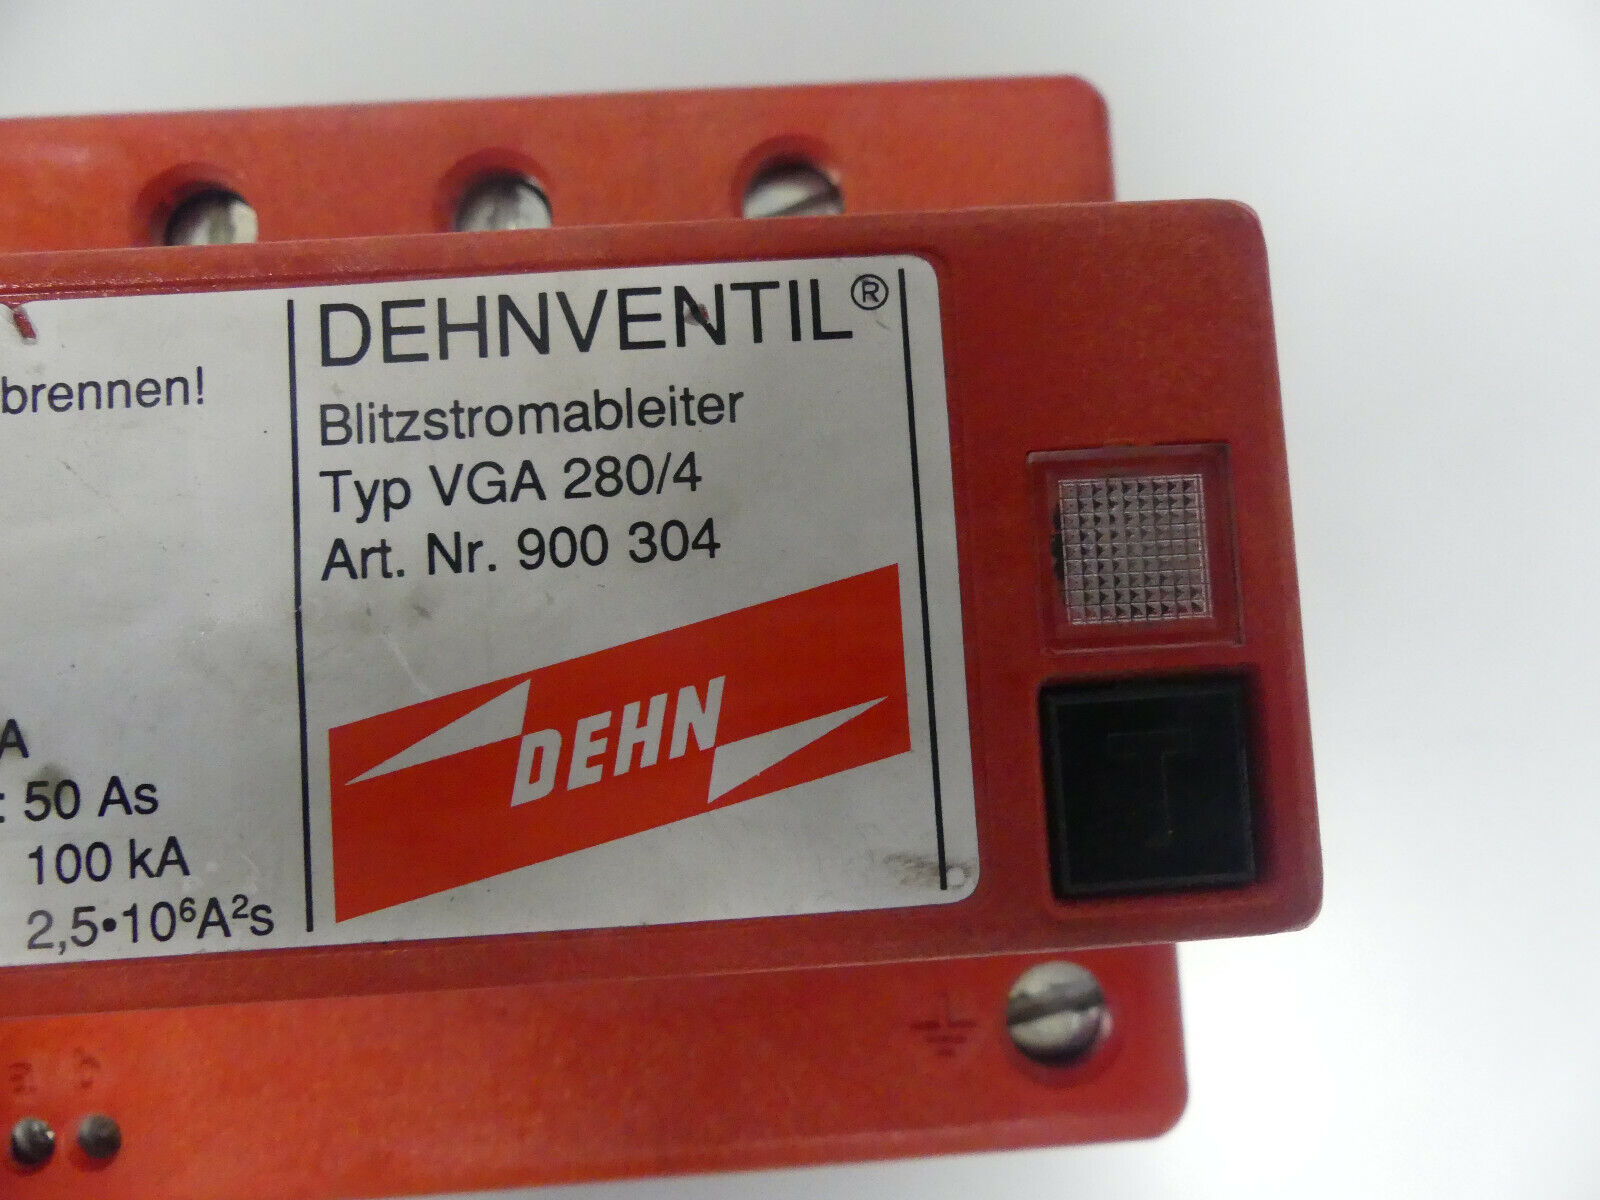 brennen!
A
: 50 As
100 kA
2,5•10⁶A²s
DEHNVENTIL®
Blitzstromableiter
Typ VGA 280/4
Art. Nr. 900 304
DEHN
T